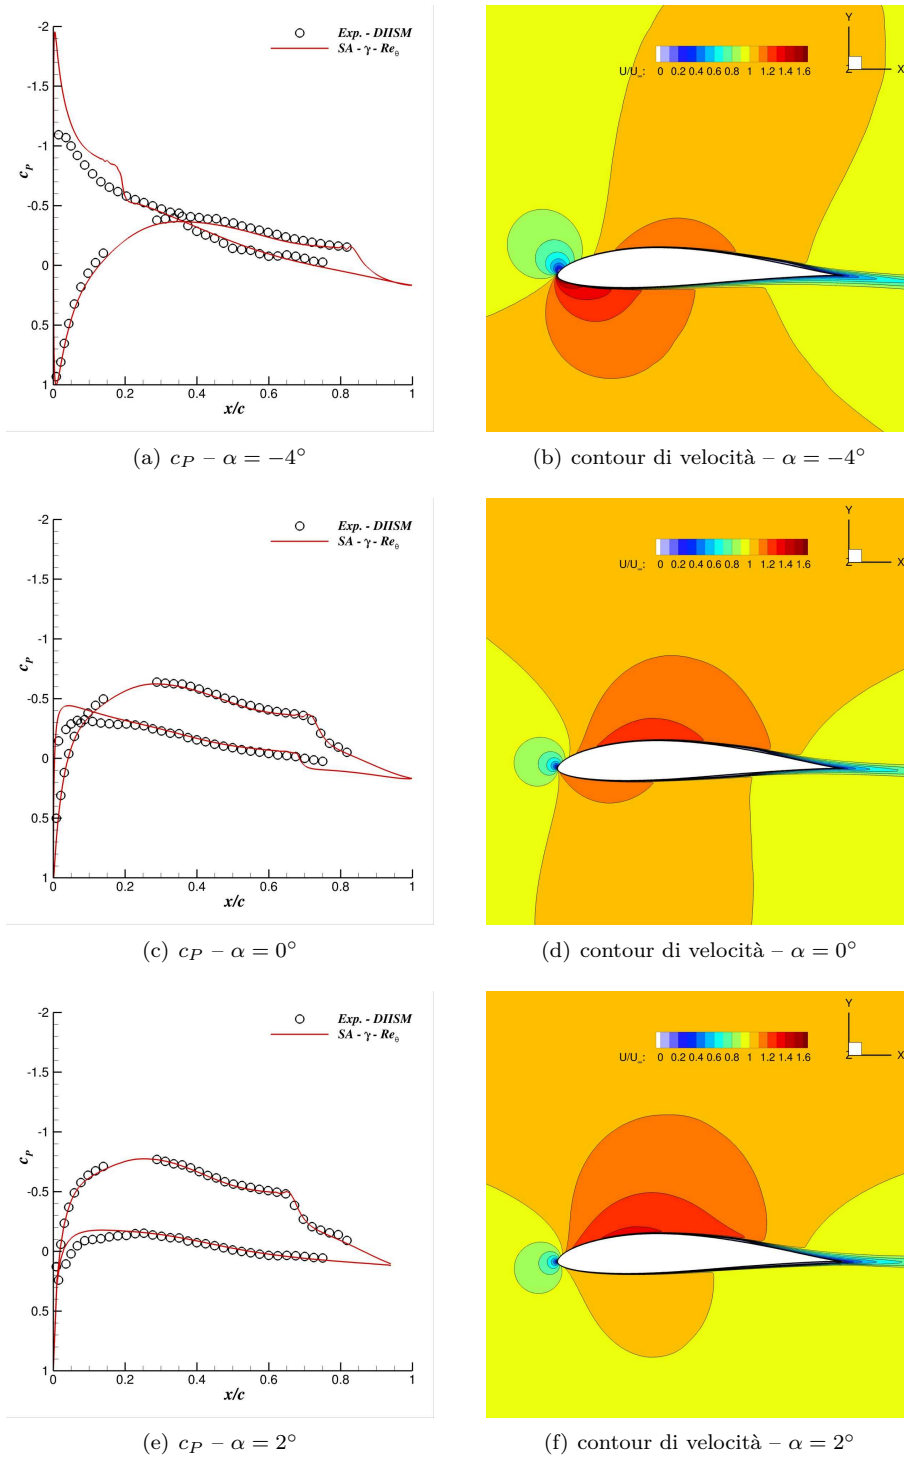 -2
-1.5
-1
-0.5
0
0.5
1
0 0.2 0.4 0.6 0.8 1
x/c
c_P
Exp. - DIISM
SA - γ - Re_θ
Y
X
Z
U/U_∞: 0 0.2 0.4 0.6 0.8 1 1.2 1.4 1.6
(a) c_P – α = −4°
(b) contour di velocità – α = −4°
-2
-1.5
-1
-0.5
0
0.5
1
0 0.2 0.4 0.6 0.8 1
x/c
c_P
Exp. - DIISM
SA - γ - Re_θ
Y
X
Z
U/U_∞: 0 0.2 0.4 0.6 0.8 1 1.2 1.4 1.6
(c) c_P – α = 0°
(d) contour di velocità – α = 0°
-2
-1.5
-1
-0.5
0
0.5
1
0 0.2 0.4 0.6 0.8 1
x/c
c_P
Exp. - DIISM
SA - γ - Re_θ
Y
X
Z
U/U_∞: 0 0.2 0.4 0.6 0.8 1 1.2 1.4 1.6
(e) c_P – α = 2°
(f) contour di velocità – α = 2°